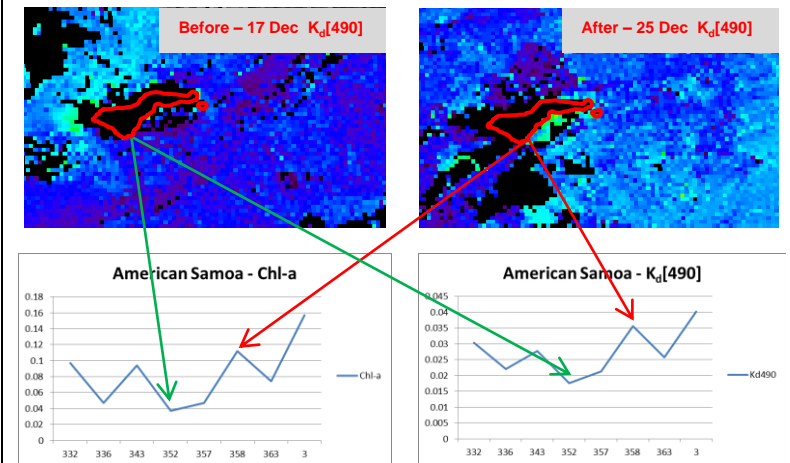 Before – 17 Dec Kd[490]
After – 25 Dec Kd[490]
American Samoa - Chl-a
0.18
0.16
0.14
0.12
0.1
0.08
0.06
0.04
0.02
0
332 336 343 352 357 358 363 3
Chl-a
American Samoa - Kd[490]
0.045
0.04
0.035
0.03
0.025
0.02
0.015
0.01
0.005
0
332 336 343 352 357 358 363 3
Kd490